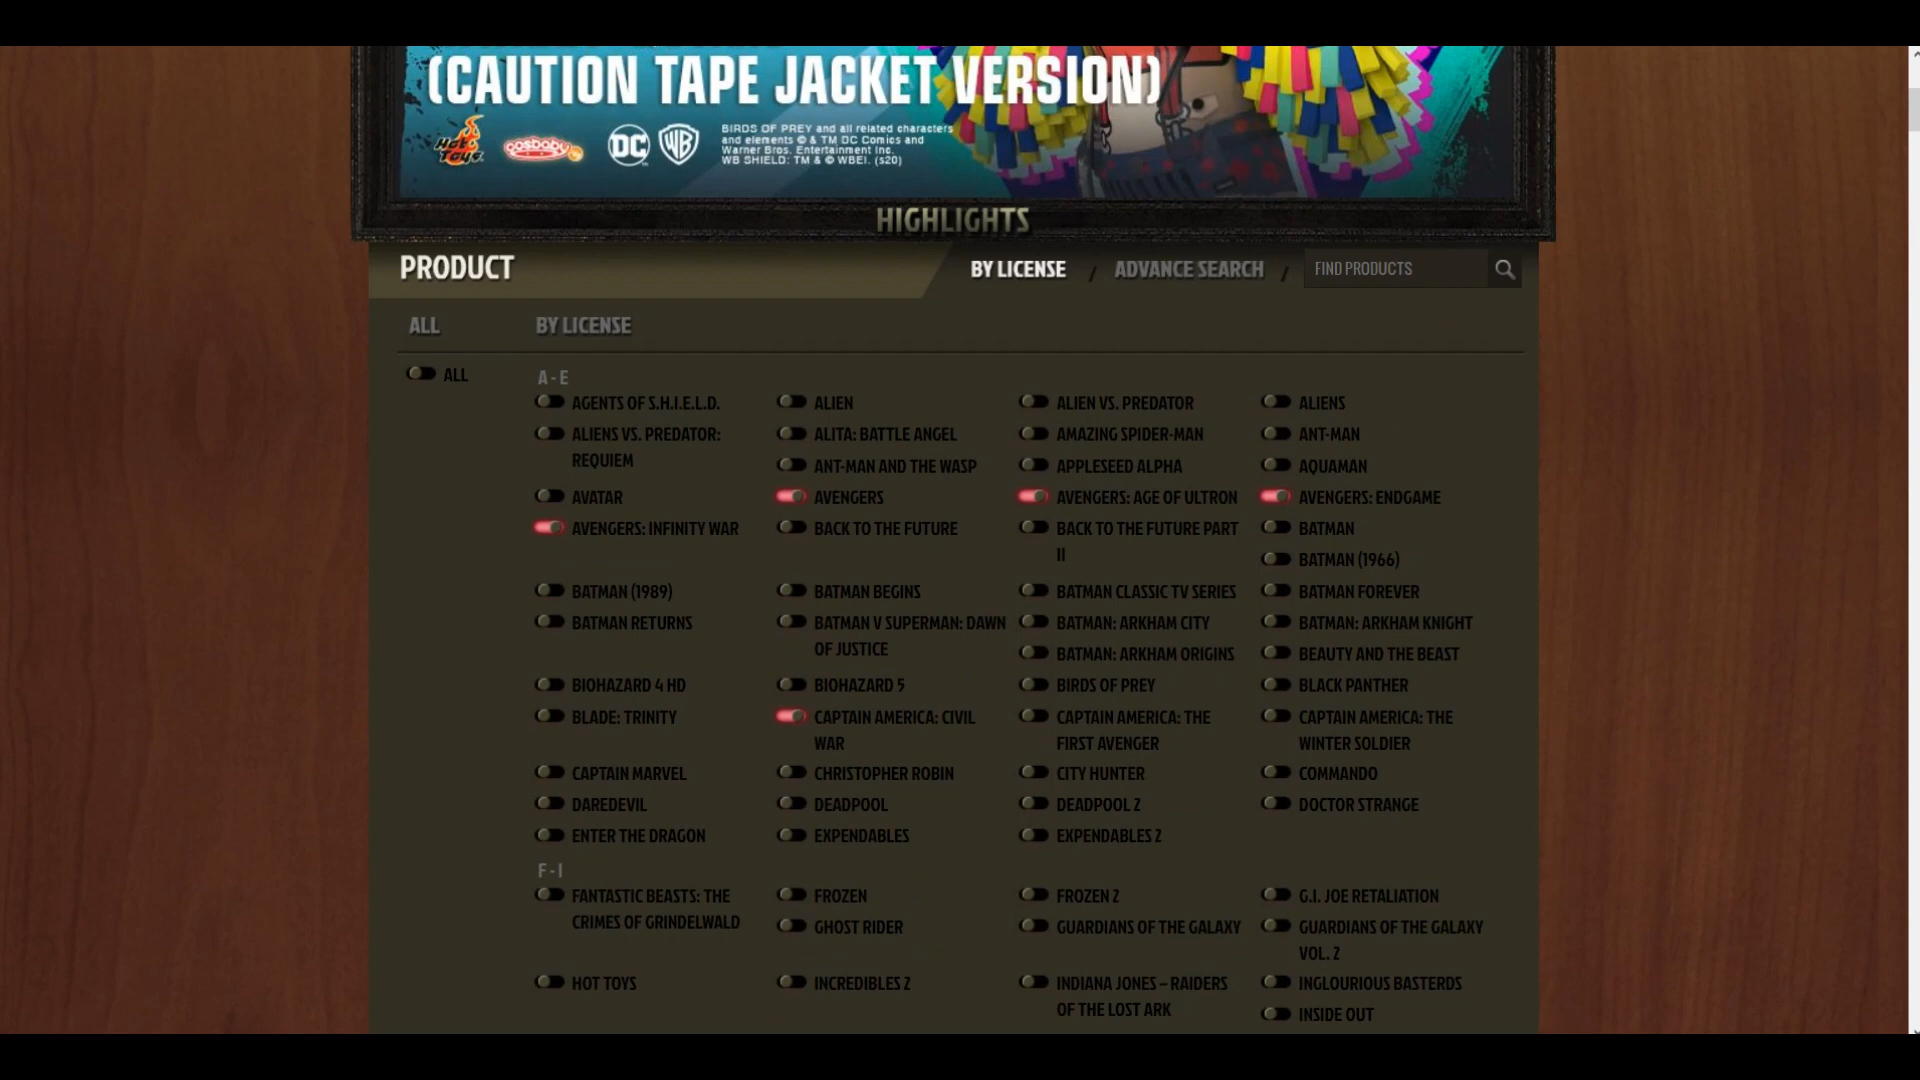 (CAUTION TAPE JACKET VERSION)
Hot Toys cosbaby DC WB
BIRDS OF PREY and all related characters
and elements © & TM DC Comics and
Warner Bros. Entertainment Inc.
WB SHIELD: TM & © WBEI. (s20)
HIGHLIGHTS
PRODUCT BY LICENSE / ADVANCE SEARCH / FIND PRODUCTS
ALL BY LICENSE
ALL
A - E
AGENTS OF S.H.I.E.L.D. ALIEN ALIEN VS. PREDATOR ALIENS
ALIENS VS. PREDATOR: ALITA: BATTLE ANGEL AMAZING SPIDER-MAN ANT-MAN
REQUIEM ANT-MAN AND THE WASP APPLESEED ALPHA AQUAMAN
AVATAR AVENGERS AVENGERS: AGE OF ULTRON AVENGERS: ENDGAME
AVENGERS: INFINITY WAR BACK TO THE FUTURE BACK TO THE FUTURE PART BATMAN
II BATMAN (1966)
BATMAN (1989) BATMAN BEGINS BATMAN CLASSIC TV SERIES BATMAN FOREVER
BATMAN RETURNS BATMAN V SUPERMAN: DAWN BATMAN: ARKHAM CITY BATMAN: ARKHAM KNIGHT
OF JUSTICE BATMAN: ARKHAM ORIGINS BEAUTY AND THE BEAST
BIOHAZARD 4 HD BIOHAZARD 5 BIRDS OF PREY BLACK PANTHER
BLADE: TRINITY CAPTAIN AMERICA: CIVIL CAPTAIN AMERICA: THE CAPTAIN AMERICA: THE
WAR FIRST AVENGER WINTER SOLDIER
CAPTAIN MARVEL CHRISTOPHER ROBIN CITY HUNTER COMMANDO
DAREDEVIL DEADPOOL DEADPOOL 2 DOCTOR STRANGE
ENTER THE DRAGON EXPENDABLES EXPENDABLES 2
F - I
FANTASTIC BEASTS: THE FROZEN FROZEN 2 G.I. JOE RETALIATION
CRIMES OF GRINDELWALD GHOST RIDER GUARDIANS OF THE GALAXY GUARDIANS OF THE GALAXY
VOL. 2
HOT TOYS INCREDIBLES 2 INDIANA JONES – RAIDERS INGLOURIOUS BASTERDS
OF THE LOST ARK INSIDE OUT